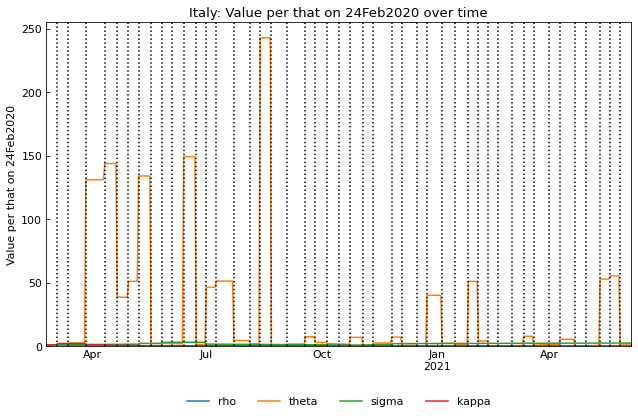 Italy: Value per that on 24Feb2020 over time
Value per that on 24Feb2020
250
200
150
100
50
0
Apr Jul Oct Jan Apr
2021
rho theta sigma kappa